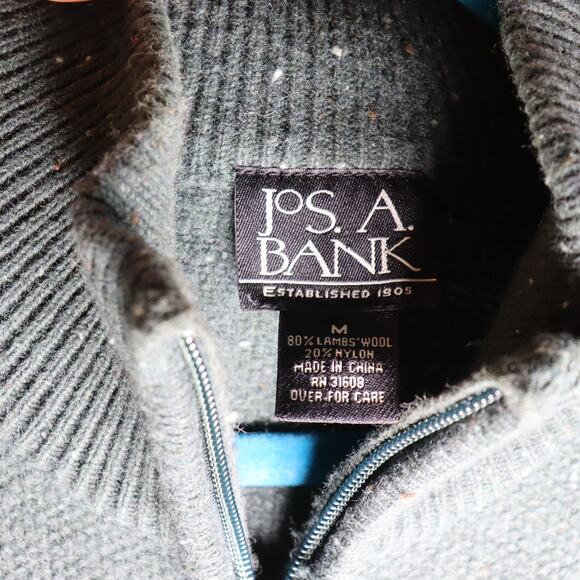 JOS. A.
BANK
ESTABLISHED 1905
M
80% LAMBS' WOOL
20% NYLON
MADE IN CHINA
RN 31608
OVER FOR CARE